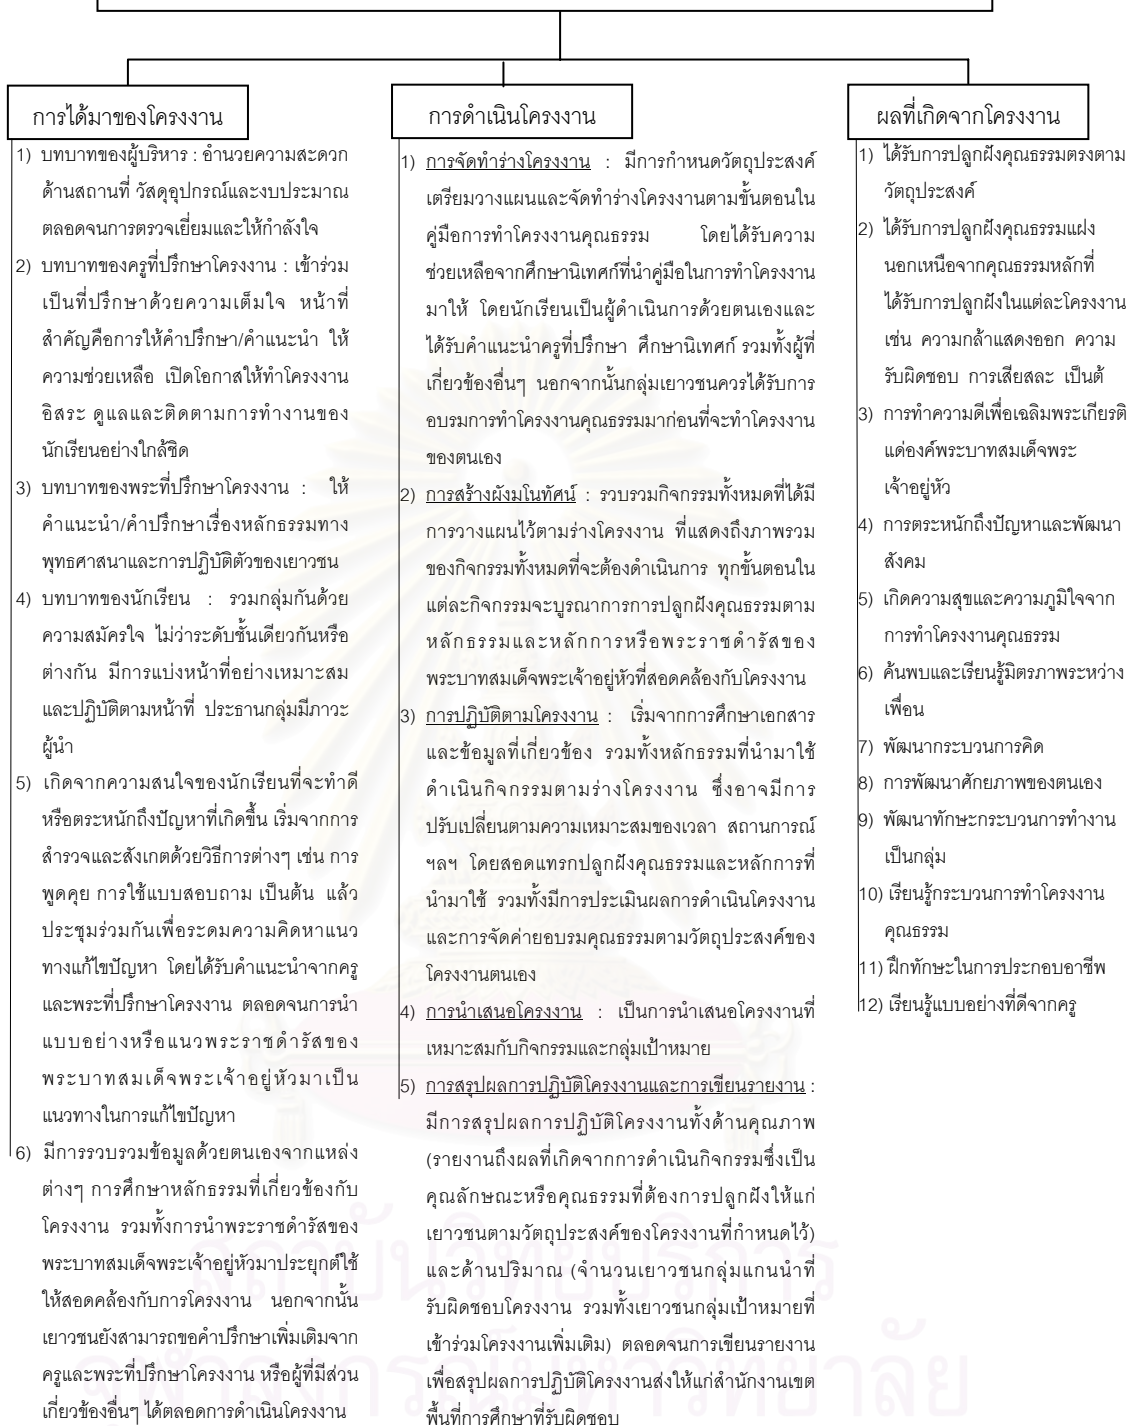 การได้มาของโครงงาน
1) บทบาทของผู้บริหาร : อำนวยความสะดวก
ด้านสถานที่ วัสดุอุปกรณ์และงบประมาณ
ตลอดจนการตรวจเยี่ยมและให้กำลังใจ
2) บทบาทของครูที่ปรึกษาโครงงาน : เข้าร่วม
เป็นที่ปรึกษาด้วยความเต็มใจ หน้าที่
สำคัญคือการให้คำปรึกษา/คำแนะนำ ให้
ความช่วยเหลือ เปิดโอกาสให้ทำโครงงาน
อิสระ ดูแลและติดตามการทำงานของ
นักเรียนอย่างใกล้ชิด
3) บทบาทของพระที่ปรึกษาโครงงาน : ให้
คำแนะนำ/คำปรึกษาเรื่องหลักธรรมทาง
พุทธศาสนาและการปฏิบัติตัวของเยาวชน
4) บทบาทของนักเรียน : รวมกลุ่มกันด้วย
ความสมัครใจ ไม่ว่าระดับชั้นเดียวกันหรือ
ต่างกัน มีการแบ่งหน้าที่อย่างเหมาะสม
และปฏิบัติตามหน้าที่ ประธานกลุ่มมีภาวะ
ผู้นำ
5) เกิดจากความสนใจของนักเรียนที่จะทำดี
หรือตระหนักถึงปัญหาที่เกิดขึ้น เริ่มจากการ
สำรวจและสังเกตด้วยวิธีการต่างๆ เช่น การ
พูดคุย การใช้แบบสอบถาม เป็นต้น แล้ว
ประชุมร่วมกันเพื่อระดมความคิดหาแนว
ทางแก้ไขปัญหา โดยได้รับคำแนะนำจากครู
และพระที่ปรึกษาโครงงาน ตลอดจนการนำ
แบบอย่างหรือแนวพระราชดำรัสของ
พระบาทสมเด็จพระเจ้าอยู่หัวมาเป็น
แนวทางในการแก้ไขปัญหา
6) มีการรวบรวมข้อมูลด้วยตนเองจากแหล่ง
ต่างๆ การศึกษาหลักธรรมที่เกี่ยวข้องกับ
โครงงาน รวมทั้งการนำพระราชดำรัสของ
พระบาทสมเด็จพระเจ้าอยู่หัวมาประยุกต์ใช้
ให้สอดคล้องกับการโครงงาน นอกจากนั้น
เยาวชนยังสามารถขอคำปรึกษาเพิ่มเติมจาก
ครูและพระที่ปรึกษาโครงงาน หรือผู้ที่มีส่วน
เกี่ยวข้องอื่นๆ ได้ตลอดการดำเนินโครงงาน
การดำเนินโครงงาน
1) การจัดทำร่างโครงงาน : มีการกำหนดวัตถุประสงค์
เตรียมวางแผนและจัดทำร่างโครงงานตามขั้นตอนใน
คู่มือการทำโครงงานคุณธรรม โดยได้รับความ
ช่วยเหลือจากศึกษานิเทศก์ที่นำคู่มือในการทำโครงงาน
มาให้ โดยนักเรียนเป็นผู้ดำเนินการด้วยตนเองและ
ได้รับคำแนะนำครูที่ปรึกษา ศึกษานิเทศก์ รวมทั้งผู้ที่
เกี่ยวข้องอื่นๆ นอกจากนั้นกลุ่มเยาวชนควรได้รับการ
อบรมการทำโครงงานคุณธรรมมาก่อนที่จะทำโครงงาน
ของตนเอง
2) การสร้างผังมโนทัศน์ : รวบรวมกิจกรรมทั้งหมดที่ได้มี
การวางแผนไว้ตามร่างโครงงาน ที่แสดงถึงภาพรวม
ของกิจกรรมทั้งหมดที่จะต้องดำเนินการ ทุกขั้นตอนใน
แต่ละกิจกรรมจะบูรณาการการปลูกฝังคุณธรรมตาม
หลักธรรมและหลักการหรือพระราชดำรัสของ
พระบาทสมเด็จพระเจ้าอยู่หัวที่สอดคล้องกับโครงงาน
3) การปฏิบัติตามโครงงาน : เริ่มจากการศึกษาเอกสาร
และข้อมูลที่เกี่ยวข้อง รวมทั้งหลักธรรมที่นำมาใช้
ดำเนินกิจกรรมตามร่างโครงงาน ซึ่งอาจมีการ
ปรับเปลี่ยนตามความเหมาะสมของเวลา สถานการณ์
ฯลฯ โดยสอดแทรกปลูกฝังคุณธรรมและหลักการที่
นำมาใช้ รวมทั้งมีการประเมินผลการดำเนินโครงงาน
และการจัดค่ายอบรมคุณธรรมตามวัตถุประสงค์ของ
โครงงานตนเอง
4) การนำเสนอโครงงาน : เป็นการนำเสนอโครงงานที่
เหมาะสมกับกิจกรรมและกลุ่มเป้าหมาย
5) การสรุปผลการปฏิบัติโครงงานและการเขียนรายงาน :
มีการสรุปผลการปฏิบัติโครงงานทั้งด้านคุณภาพ
(รายงานถึงผลที่เกิดจากการดำเนินกิจกรรมซึ่งเป็น
คุณลักษณะหรือคุณธรรมที่ต้องการปลูกฝังให้แก่
เยาวชนตามวัตถุประสงค์ของโครงงานที่กำหนดไว้)
และด้านปริมาณ (จำนวนเยาวชนกลุ่มแกนนำที่
รับผิดชอบโครงงาน รวมทั้งเยาวชนกลุ่มเป้าหมายที่
เข้าร่วมโครงงานเพิ่มเติม) ตลอดจนการเขียนรายงาน
เพื่อสรุปผลการปฏิบัติโครงงานส่งให้แก่สำนักงานเขต
พื้นที่การศึกษาที่รับผิดชอบ
ผลที่เกิดจากโครงงาน
1) ได้รับการปลูกฝังคุณธรรมตรงตาม
วัตถุประสงค์
2) ได้รับการปลูกฝังคุณธรรมแฝง
นอกเหนือจากคุณธรรมหลักที่
ได้รับการปลูกฝังในแต่ละโครงงาน
เช่น ความกล้าแสดงออก ความ
รับผิดชอบ การเสียสละ เป็นต้
3) การทำความดีเพื่อเฉลิมพระเกียรติ
แด่องค์พระบาทสมเด็จพระ
เจ้าอยู่หัว
4) การตระหนักถึงปัญหาและพัฒนา
สังคม
5) เกิดความสุขและความภูมิใจจาก
การทำโครงงานคุณธรรม
6) ค้นพบและเรียนรู้มิตรภาพระหว่าง
เพื่อน
7) พัฒนากระบวนการคิด
8) การพัฒนาศักยภาพของตนเอง
9) พัฒนาทักษะกระบวนการทำงาน
เป็นกลุ่ม
10) เรียนรู้กระบวนการทำโครงงาน
คุณธรรม
11) ฝึกทักษะในการประกอบอาชีพ
12) เรียนรู้แบบอย่างที่ดีจากครู
สถาบันวิทยบริการ
จุฬาลงกรณ์มหาวิทยาลัย